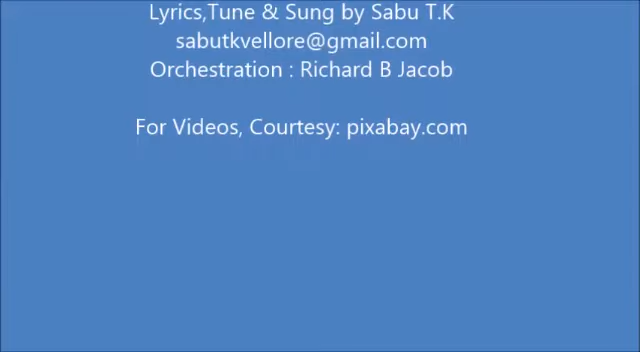 Lyrics,Tune & Sung by Sabu T.K
sabutkvellore@gmail.com
Orchestration : Richard B Jacob
For Videos, Courtesy: pixabay.com